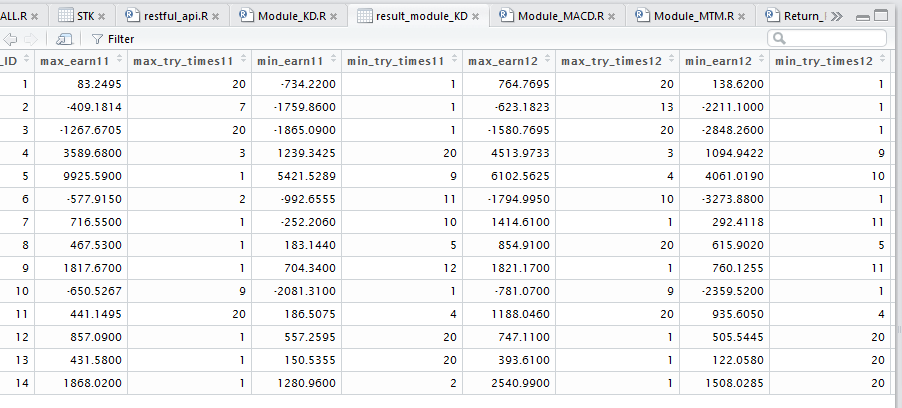 ALL.R STK restful_api.R Module_KD.R result_module_KD Module_MACD.R Module_MTM.R Return_
Filter
_ID max_earn11 max_try_times11 min_earn11 min_try_times11 max_earn12 max_try_times12 min_earn12 min_try_times12
1 83.2495 20 -734.2200 1 764.7695 20 138.6200 1
2 -409.1814 7 -1759.8600 1 -623.1823 13 -2211.1000 1
3 -1267.6705 20 -1865.0900 1 -1580.7695 20 -2848.2600 1
4 3589.6800 3 1239.3425 20 4513.9733 3 1094.9422 9
5 9925.5900 1 5421.5289 9 6102.5625 4 4061.0190 10
6 -577.9150 2 -992.6555 11 -1794.9950 10 -3273.8800 1
7 716.5500 1 -252.2060 10 1414.6100 1 292.4118 11
8 467.5300 1 183.1440 5 854.9100 20 615.9020 5
9 1817.6700 1 704.3400 12 1821.1700 1 760.1255 11
10 -650.5267 9 -2081.3100 1 -781.0700 9 -2359.5200 1
11 441.1495 20 186.5075 4 1188.0460 20 935.6050 4
12 857.0900 1 557.2595 20 747.1100 1 505.5445 20
13 431.5800 1 150.5355 20 393.6100 1 122.0580 20
14 1868.0200 1 1280.9600 2 2540.9900 1 1508.0285 20